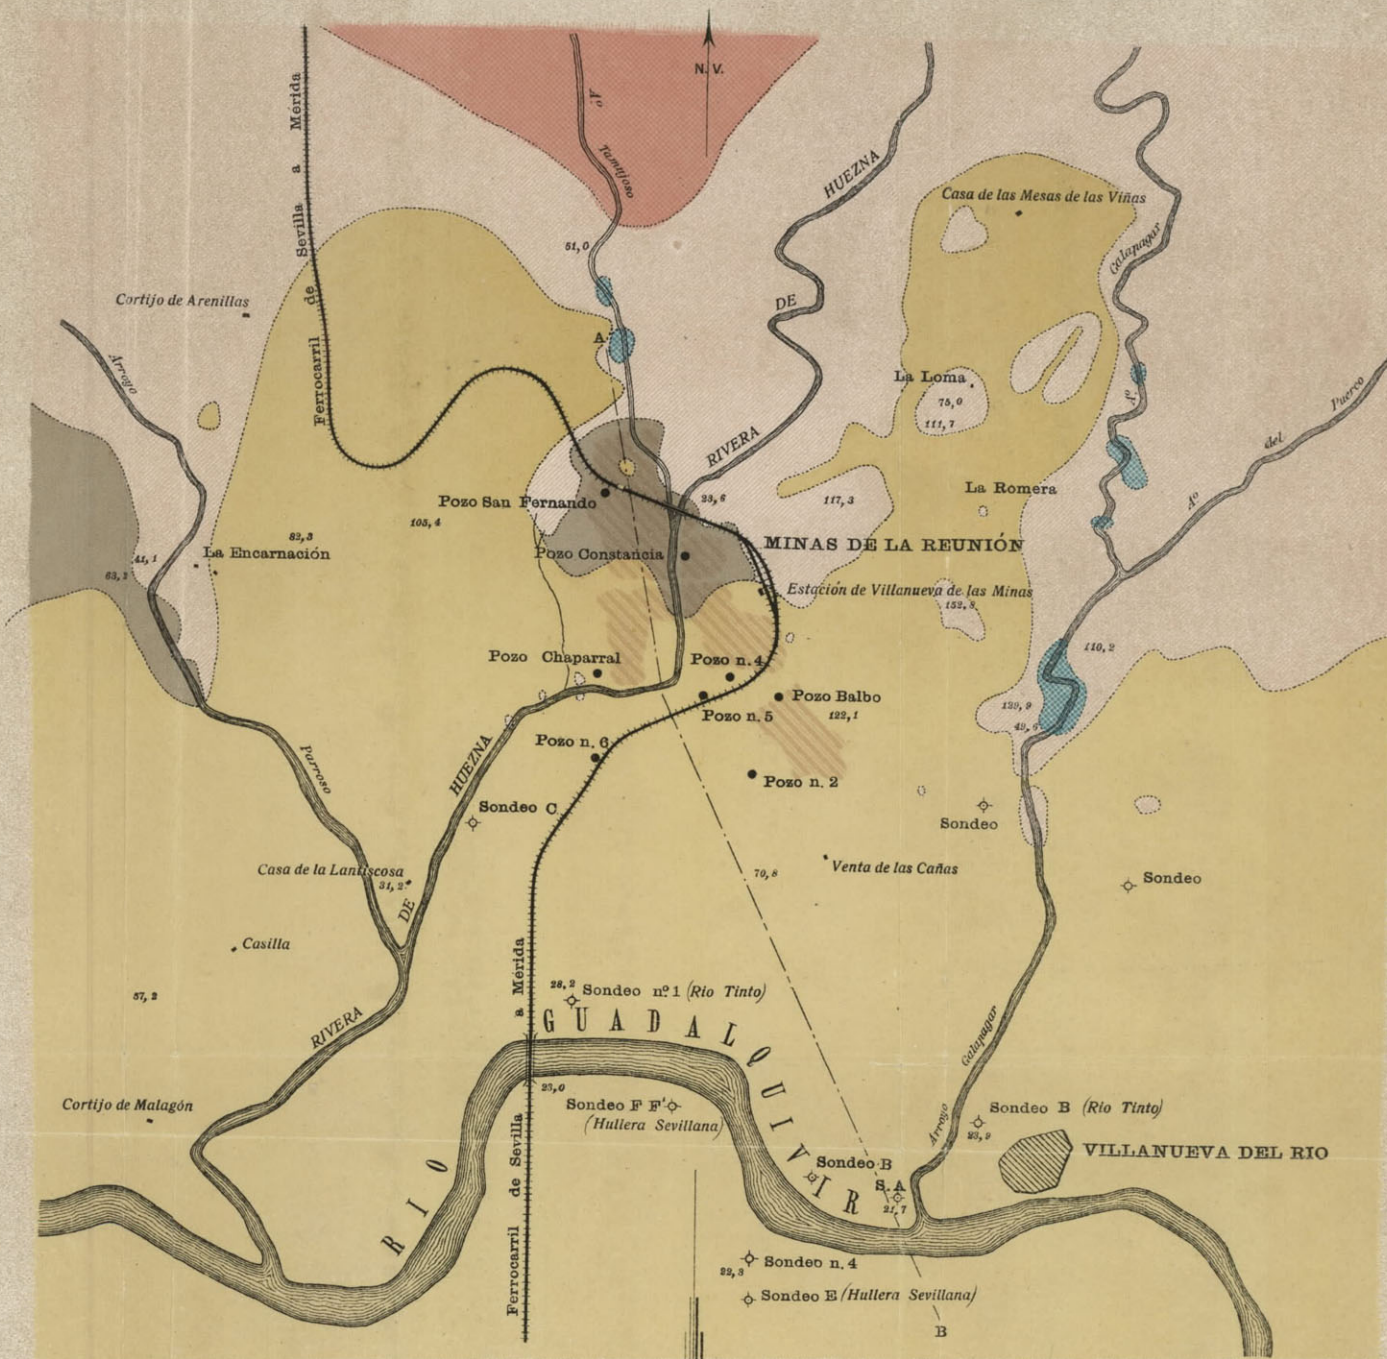 N. V.
Ferrocarril de Sevilla a Mérida
Aº
Tamujoso
HUEZNA
Casa de las Mesas de las Viñas
Galapagar
51,0
DE
Cortijo de Arenillas
A
Arroyo
La Loma
75,0
111,7
Aº
Puerco
del
RIVERA
Aº
La Romera
Pozo San Fernando
23,6
117,3
105,4
82,3
La Encarnación
41,1
Pozo Constancia
MINAS DE LA REUNIÓN
Estación de Villanueva de las Minas
152,8
110,2
Pozo Chaparral
Pozo n. 4
Pozo Balbo
122,1
Pozo n. 5
139,9
Pozo n. 6
Parroso
HUEZNA
Pozo n. 2
Sondeo C
Sondeo
Casa de la Lantiscosa
31,2
70,8
Venta de las Cañas
Sondeo
DE
Casilla
57,2
28,2
Sondeo nº 1 (Rio Tinto)
RIVERA
RIO GUADALQUIVIR
Galapagar
23,0
Cortijo de Malagón
Sondeo F F'
(Hullera Sevillana)
Arroyo
Sondeo B (Rio Tinto)
23,9
VILLANUEVA DEL RIO
Sondeo B
S. A
21,7
Ferrocarril de Sevilla a Mérida
Sondeo n. 4
22,3
Sondeo E (Hullera Sevillana)
B